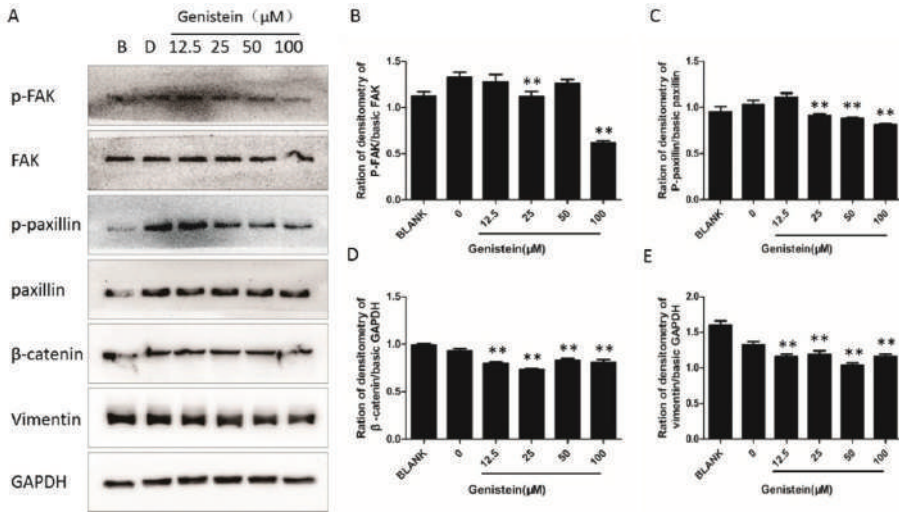 A
Genistein (μM)
B D 12.5 25 50 100
p-FAK
FAK
p-paxillin
paxillin
β-catenin
Vimentin
GAPDH
B
Ration of densitometry of
P-FAK/basic FAK
1.5
1.0
0.5
0.0
**
**
BLANK 0 12.5 25 50 100
Genistein(μM)
C
Ration of densitometry of
P-paxillin/basic paxillin
1.5
1.0
0.5
0.0
** ** **
BLANK 0 12.5 25 50 100
Genistein(μM)
D
Ration of densitometry of
β-catenin/basic GAPDH
1.5
1.0
0.5
0.0
** ** ** **
BLANK 0 12.5 25 50 100
Genistein(μM)
E
Ration of densitometry of
vimentin/basic GAPDH
2.0
1.5
1.0
0.5
0.0
** ** ** **
BLANK 0 12.5 25 50 100
Genistein(μM)